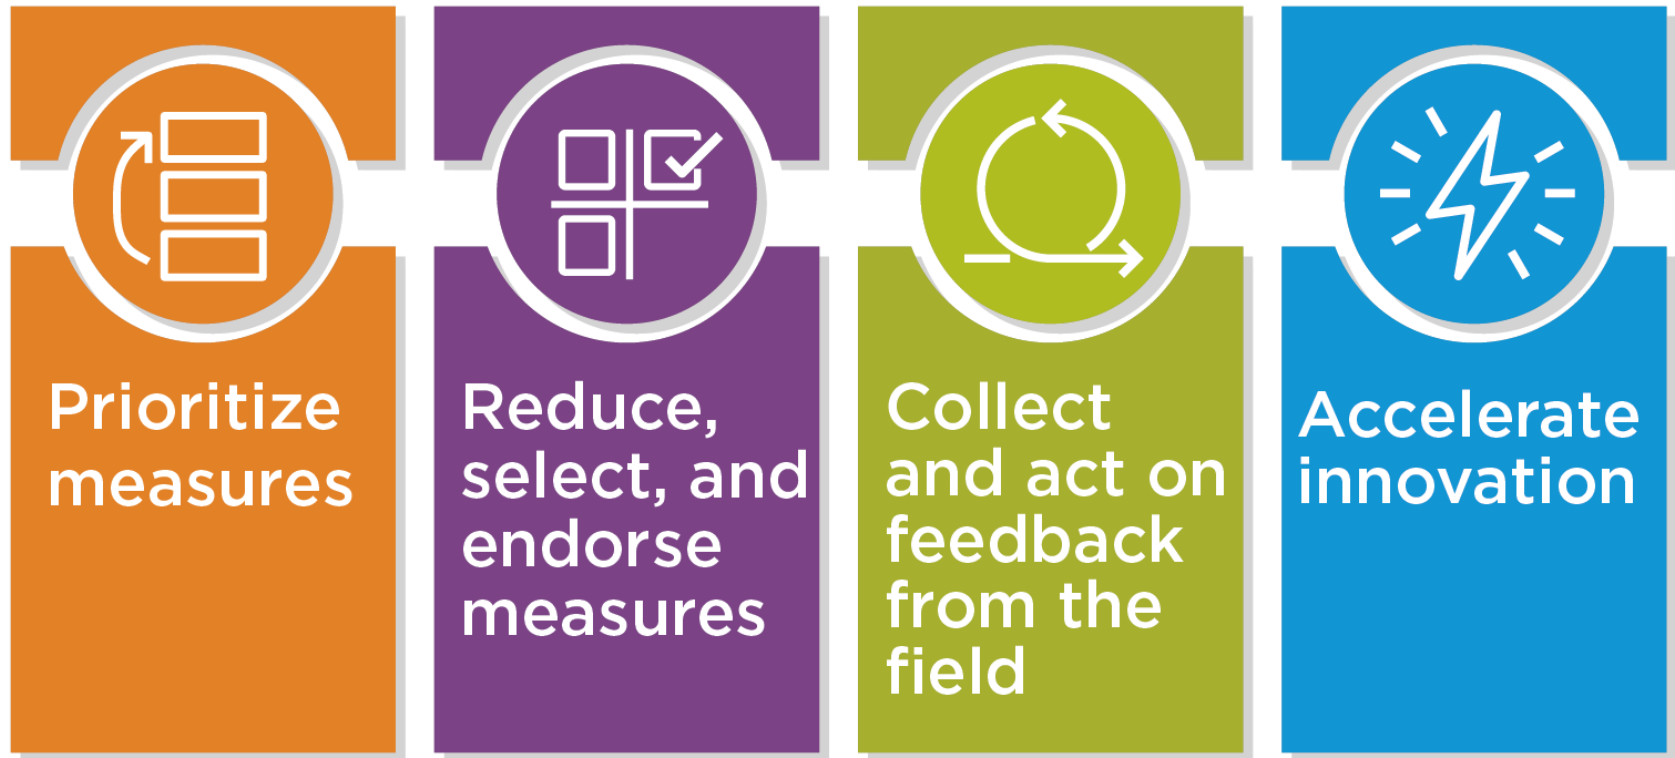 Prioritize
measures
Reduce,
select, and
endorse
measures
Collect
and act on
feedback
from the
field
Accelerate
innovation